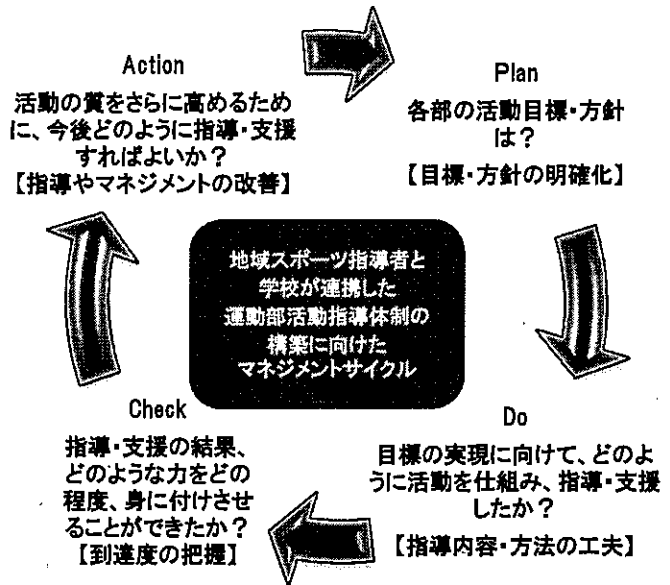 Action
活動の質をさらに高めるため
に、今後どのように指導・支援
すればよいか？
【指導やマネジメントの改善】
Plan
各部の活動目標・方針
は？
【目標・方針の明確化】
地域スポーツ指導者と
学校が連携した
運動部活動指導体制の
構築に向けた
マネジメントサイクル
Check
指導・支援の結果、
どのような力をどの
程度、身に付けさせ
ることができたか？
【到達度の把握】
Do
目標の実現に向けて、どのよ
うに活動を仕組み、指導・支援
したか？
【指導内容・方法の工夫】